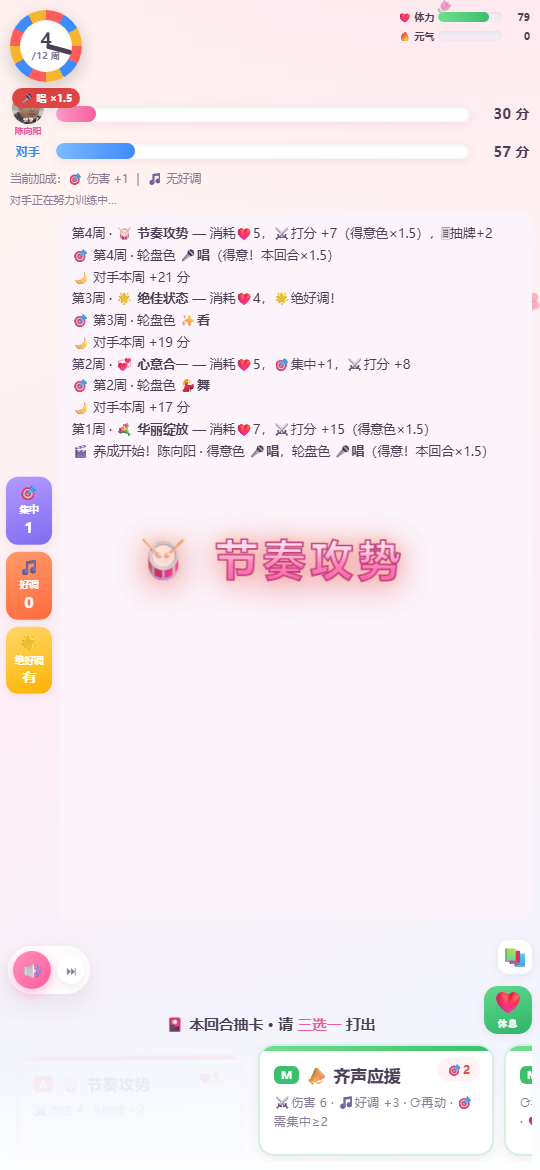 4
/12 周
体力 79
元气 0
唱 ×1.5
陈向阳
30 分
对手
57 分
当前加成: 伤害 +1 | 无好调
对手正在努力训练中...
第4周 · 节奏攻势 — 消耗5, 打分 +7（得意色×1.5）, 抽牌+2
第4周 · 轮盘色 唱（得意! 本回合×1.5）
对手本周 +21 分
第3周 · 绝佳状态 — 消耗4, 绝好调!
第3周 · 轮盘色 看
对手本周 +19 分
第2周 · 心意合一 — 消耗5, 集中+1, 打分 +8
第2周 · 轮盘色 舞
对手本周 +17 分
第1周 · 华丽绽放 — 消耗7, 打分 +15（得意色×1.5）
养成开始! 陈向阳 · 得意色 唱, 轮盘色 唱（得意! 本回合×1.5）
集中
1
好调
0
绝好调
有
节奏攻势
休息
本回合抽卡 • 请 三选一 打出
A 节奏攻势 5
伤害 4 · 抽牌 +2
M 齐声应援 2
伤害 6 · 好调 +3 · 再动 ·
需集中≥2